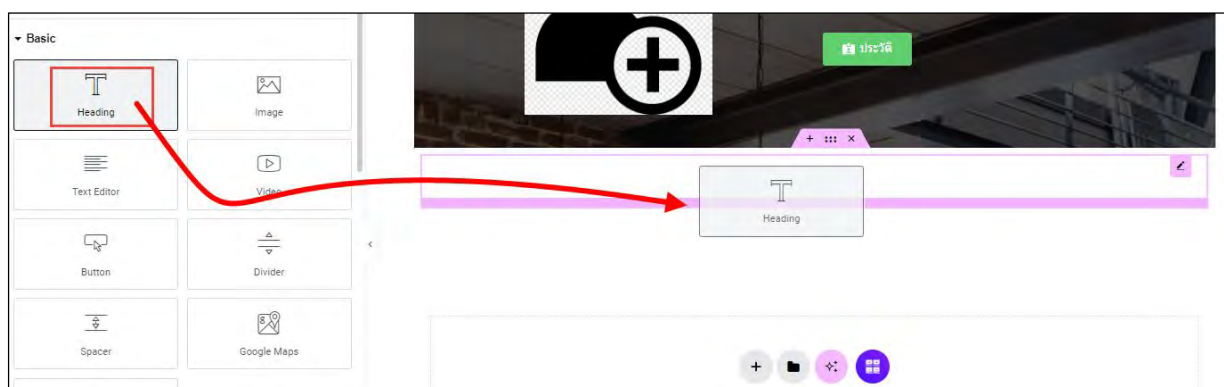 Basic
Heading
Image
Text Editor
Video
Button
Divider
Spacer
Google Maps
ประวัติ
Heading